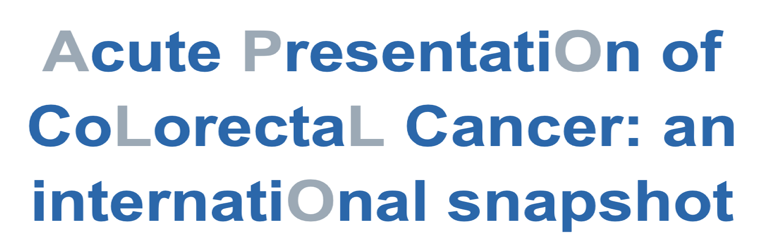 Acute PresentatiOn of
CoLorectaL Cancer: an
internatiOnal snapshot